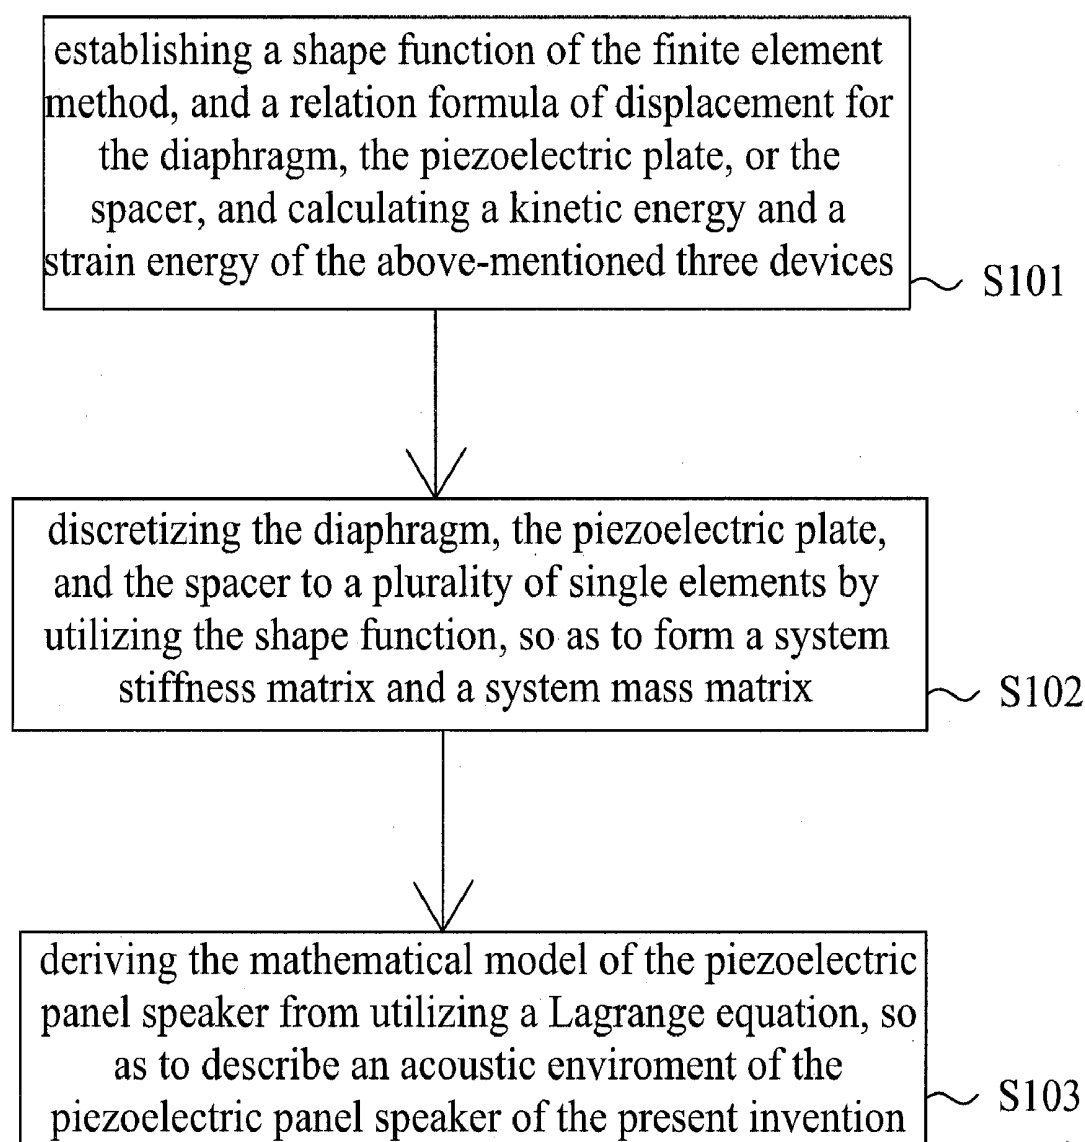 establishing a shape function of the finite element
method, and a relation formula of displacement for
the diaphragm, the piezoelectric plate, or the
spacer, and calculating a kinetic energy and a
strain energy of the above-mentioned three devices
S101
discretizing the diaphragm, the piezoelectric plate,
and the spacer to a plurality of single elements by
utilizing the shape function, so as to form a system
stiffness matrix and a system mass matrix
S102
deriving the mathematical model of the piezoelectric
panel speaker from utilizing a Lagrange equation, so
as to describe an acoustic enviroment of the
piezoelectric panel speaker of the present invention
S103